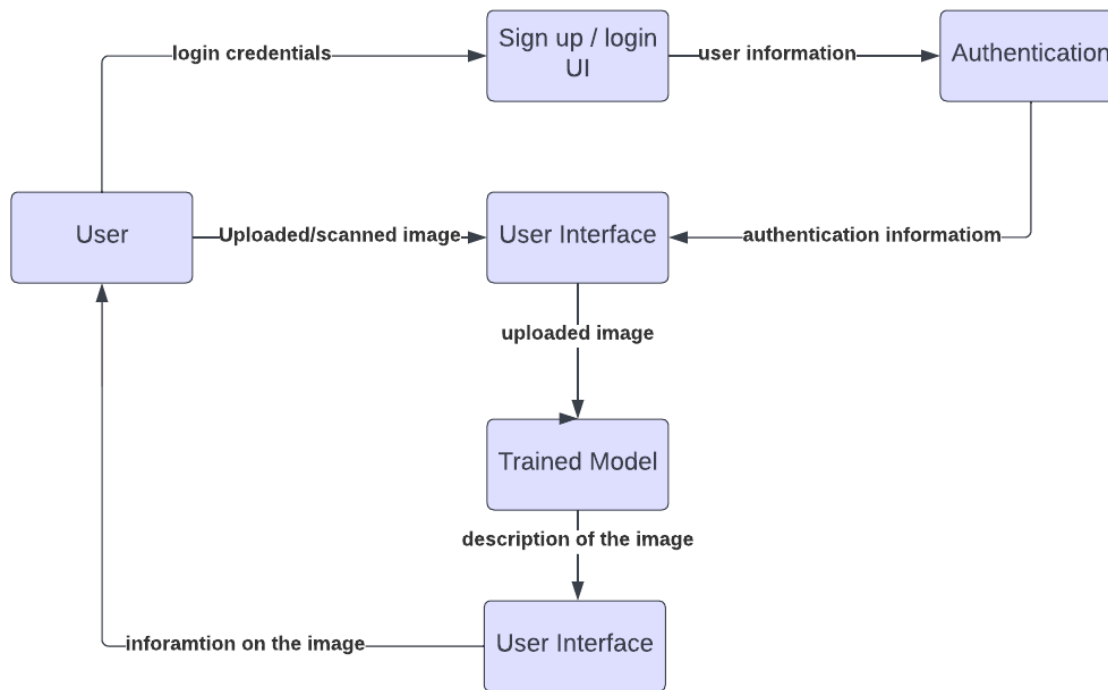 login credentials
Sign up / login
UI
user information
Authentication
User
Uploaded/scanned image
User Interface
authentication informatiom
uploaded image
Trained Model
description of the image
User Interface
inforamtion on the image